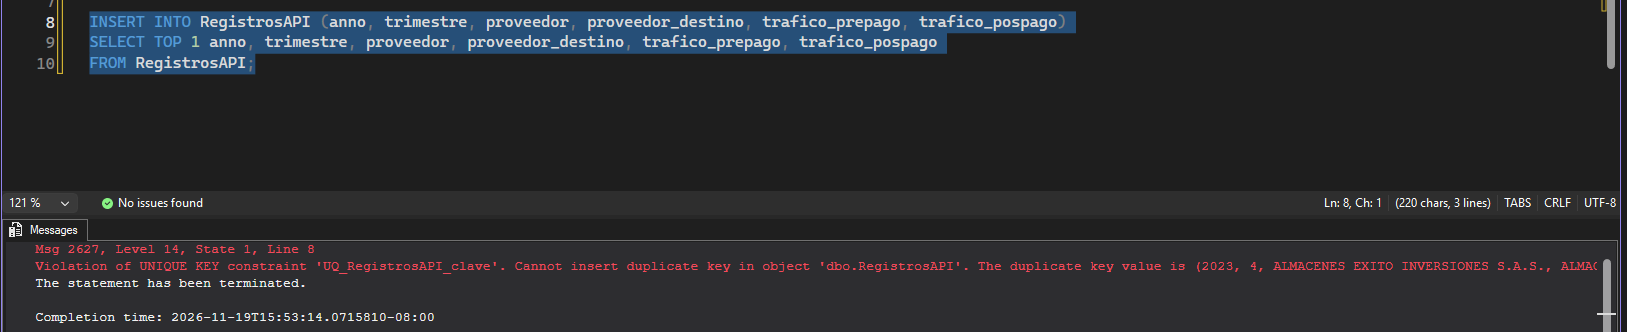 7
8 INSERT INTO RegistrosAPI (anno, trimestre, proveedor, proveedor_destino, trafico_prepago, trafico_pospago)
9 SELECT TOP 1 anno, trimestre, proveedor, proveedor_destino, trafico_prepago, trafico_pospago
10 FROM RegistrosAPI;
121 % No issues found Ln: 8, Ch: 1 (220 chars, 3 lines) TABS CRLF UTF-8
Messages
Msg 2627, Level 14, State 1, Line 8
Violation of UNIQUE KEY constraint 'UQ_RegistrosAPI_clave'. Cannot insert duplicate key in object 'dbo.RegistrosAPI'. The duplicate key value is (2023, 4, ALMACENES EXITO INVERSIONES S.A.S., ALMAC
The statement has been terminated.
Completion time: 2026-11-19T15:53:14.0715810-08:00